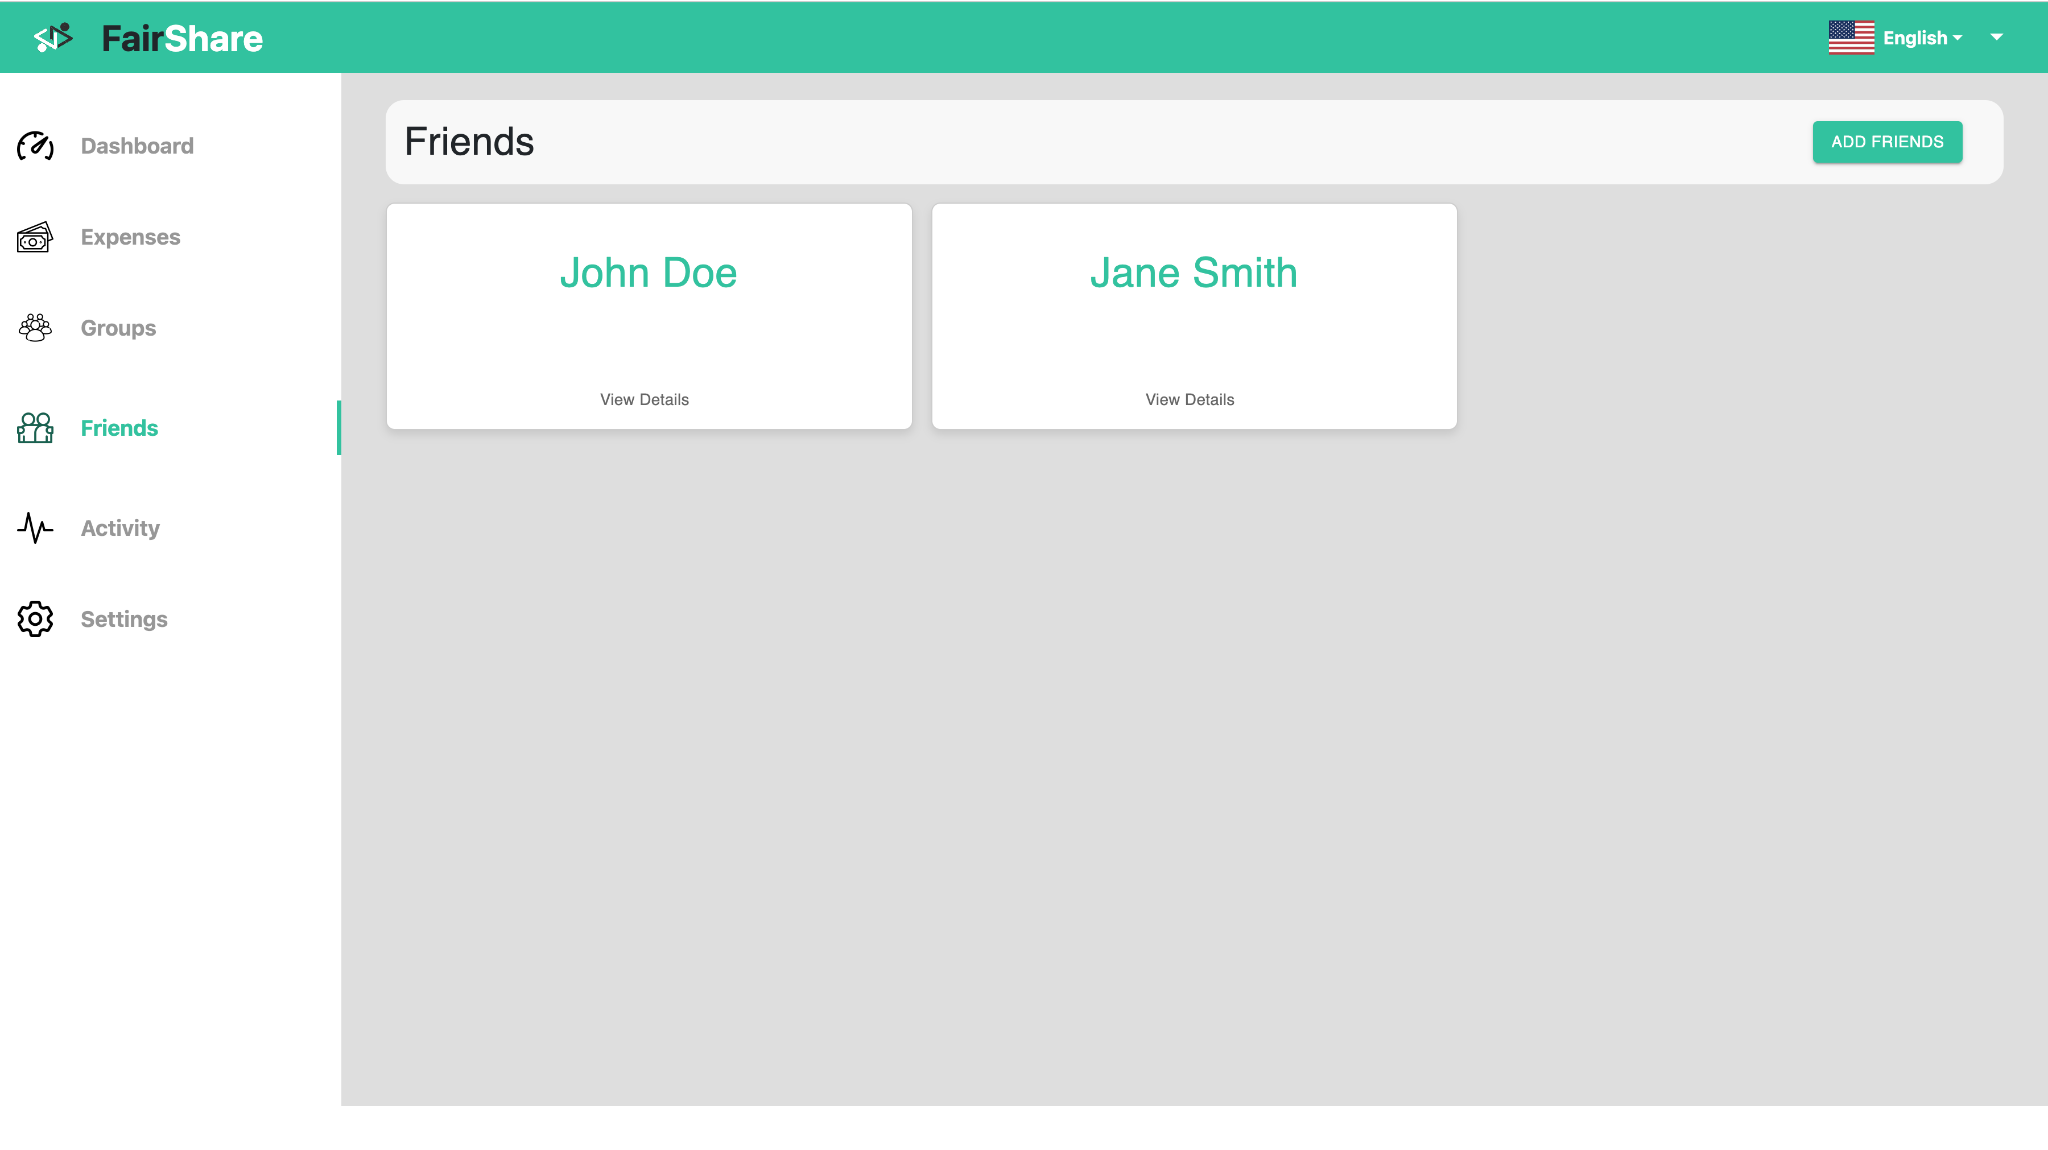 FairShare
English
Dashboard
Expenses
Groups
Friends
Activity
Settings
Friends
ADD FRIENDS
John Doe
View Details
Jane Smith
View Details